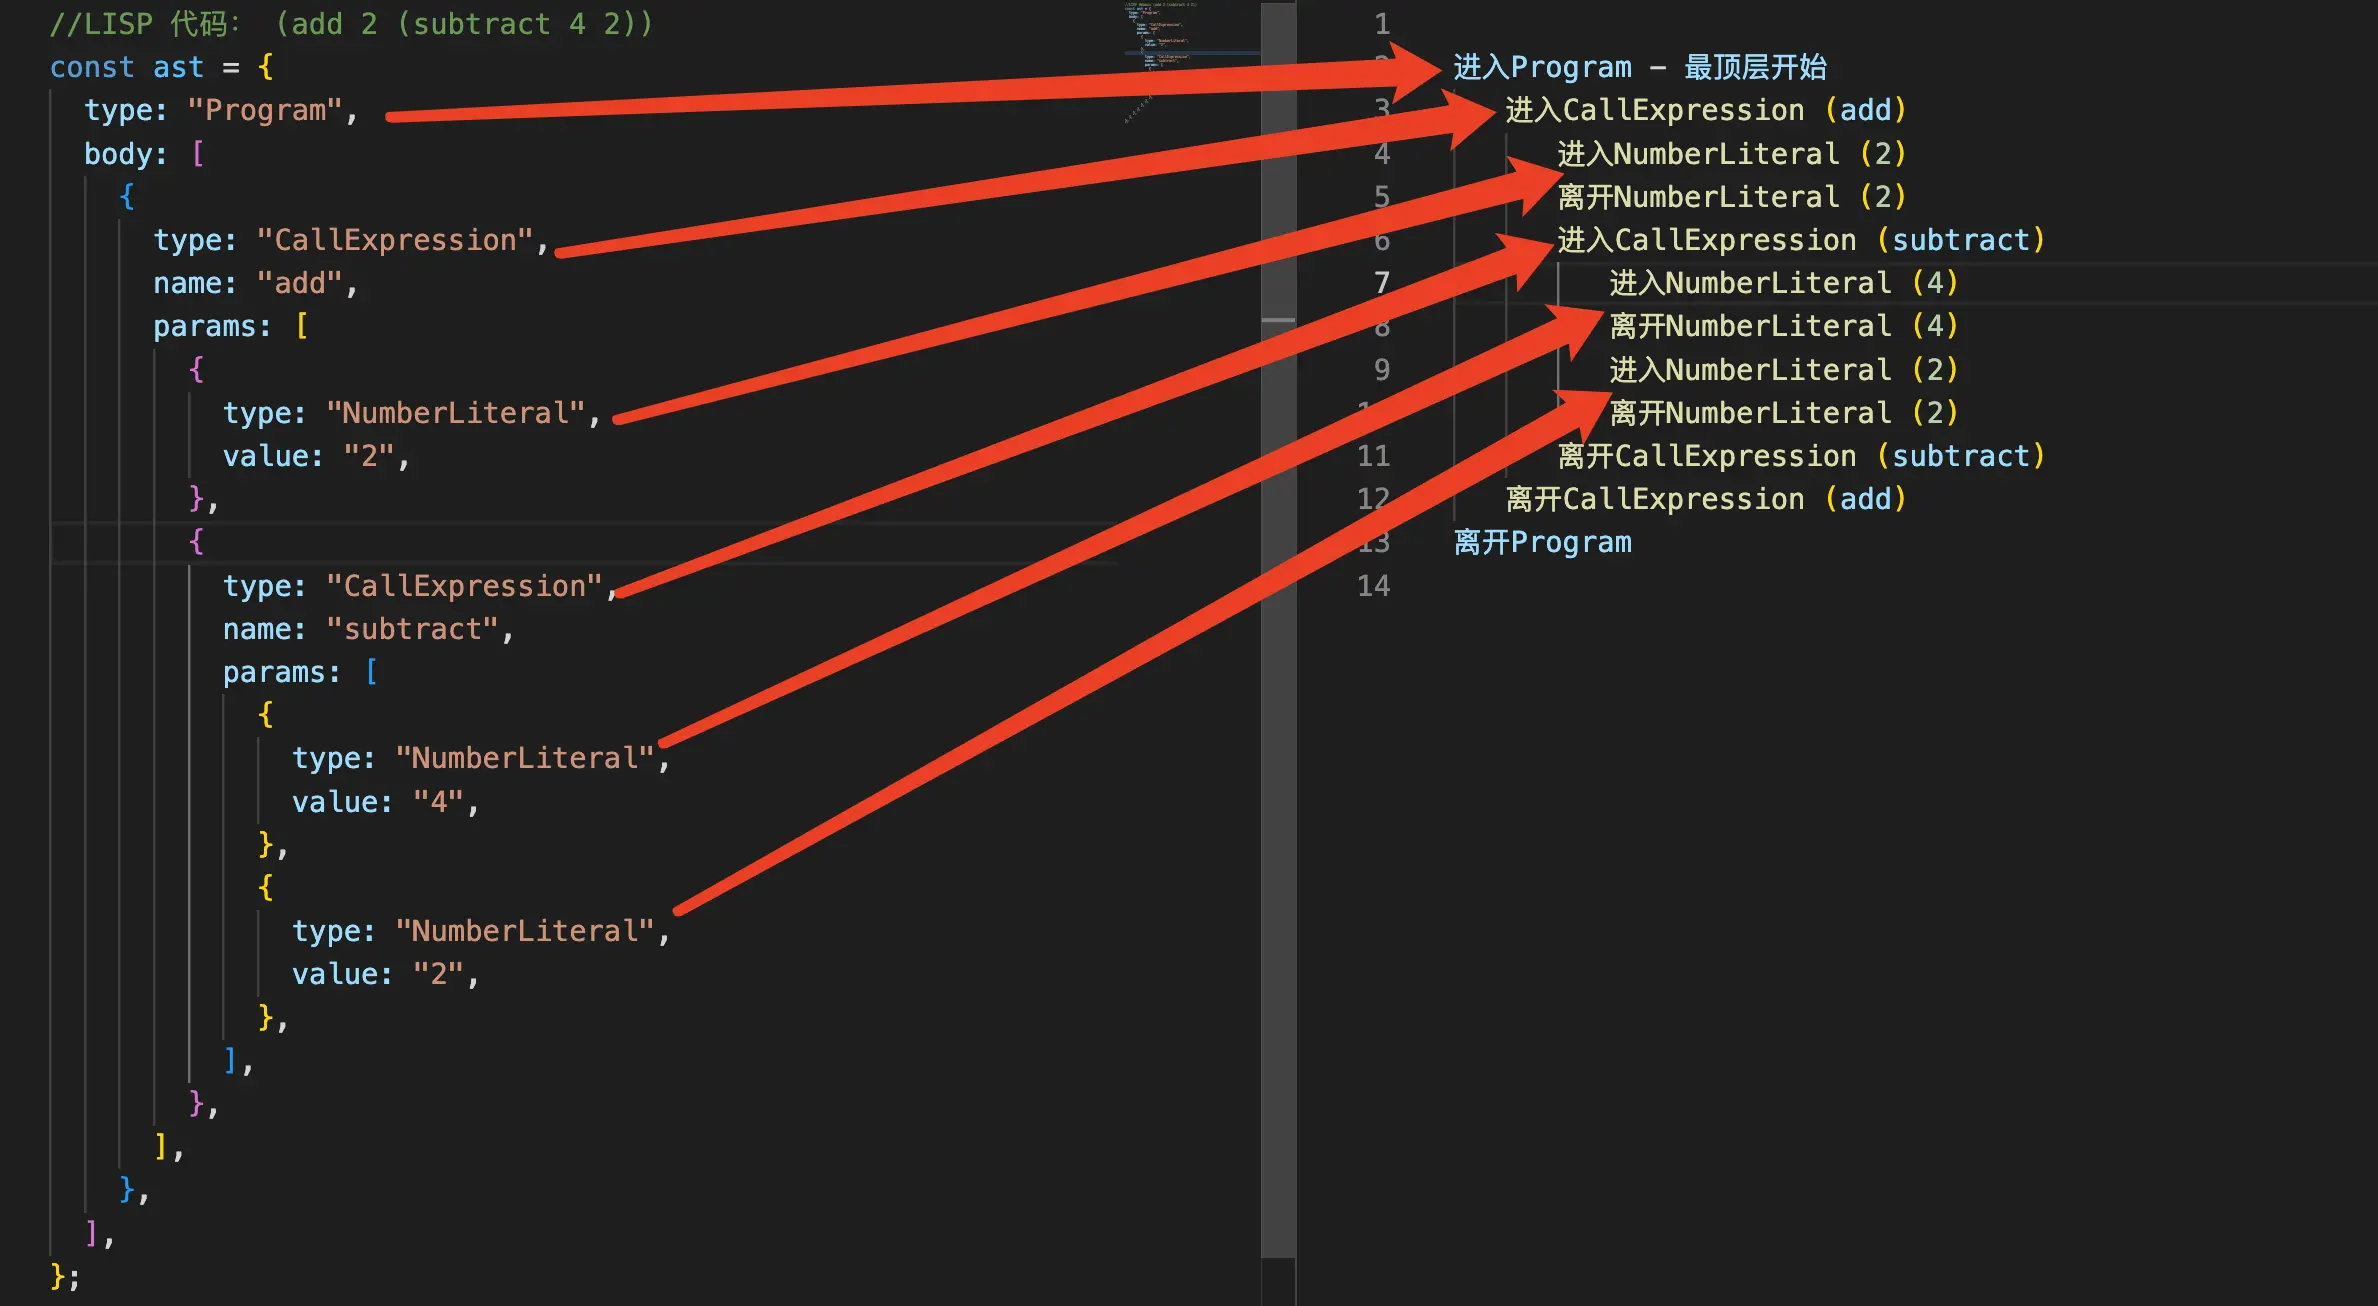 //LISP 代码： (add 2 (subtract 4 2))
const ast = {
type: "Program",
body: [
{
type: "CallExpression",
name: "add",
params: [
{
type: "NumberLiteral",
value: "2",
},
{
type: "CallExpression",
name: "subtract",
params: [
{
type: "NumberLiteral",
value: "4",
},
{
type: "NumberLiteral",
value: "2",
},
],
},
],
},
],
};
1
进入Program – 最顶层开始
3 进入CallExpression (add)
4 进入NumberLiteral (2)
5 离开NumberLiteral (2)
6 进入CallExpression (subtract)
7 进入NumberLiteral (4)
8 离开NumberLiteral (4)
9 进入NumberLiteral (2)
离开NumberLiteral (2)
11 离开CallExpression (subtract)
12 离开CallExpression (add)
13 离开Program
14